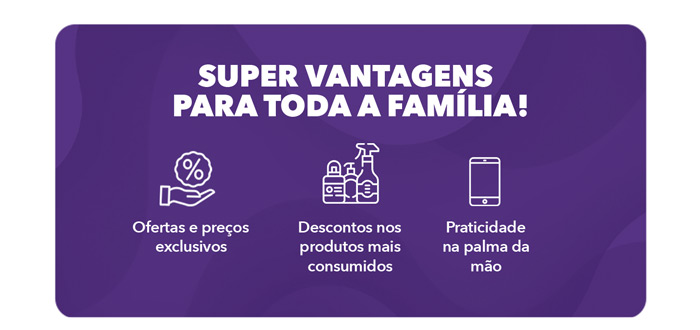 SUPER VANTAGENS
PARA TODA A FAMÍLIA!
%
Ofertas e preços
exclusivos
Descontos nos
produtos mais
consumidos
Praticidade
na palma da
mão